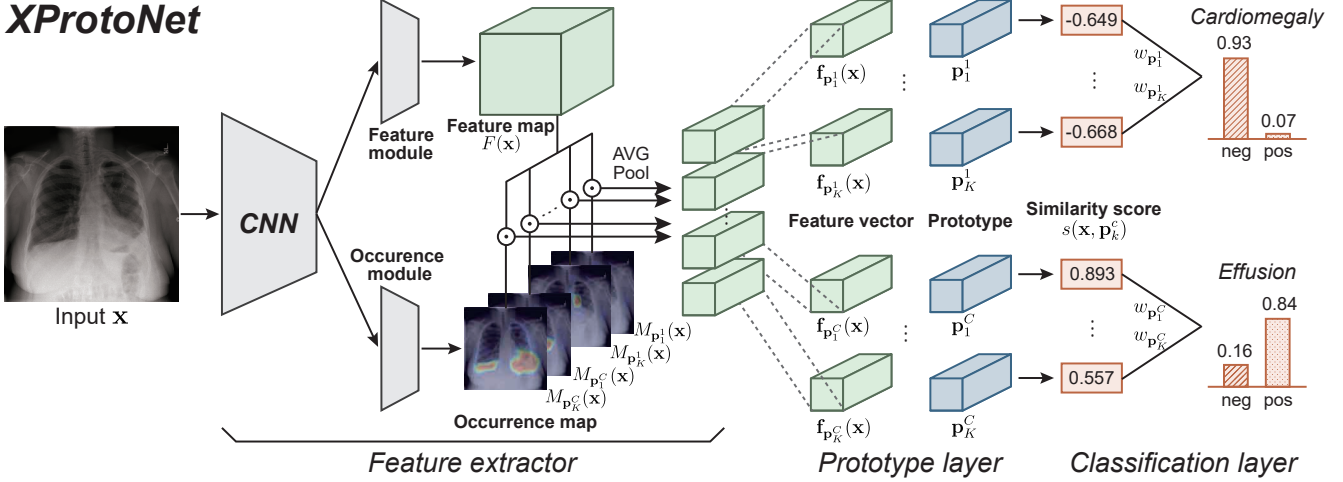 XProtoNet
Input x
CNN
Feature
module
Feature map
F(x)
Occurence
module
AVG
Pool
M_{p_1^1}(x)
M_{p_K^1}(x)
M_{p_1^C}(x)
M_{p_K^C}(x)
Occurrence map
Feature extractor
f_{p_1^1}(x)
⋮
p_1^1
-0.649
w_{p_1^1}
⋮
w_{p_K^1}
f_{p_K^1}(x)
p_K^1
-0.668
Cardiomegaly
0.93
0.07
neg pos
Feature vector
Prototype
Similarity score
s(x, p_k^c)
f_{p_1^C}(x)
⋮
p_1^C
0.893
w_{p_1^C}
⋮
w_{p_K^C}
f_{p_K^C}(x)
p_K^C
0.557
Effusion
0.84
0.16
neg pos
Prototype layer
Classification layer